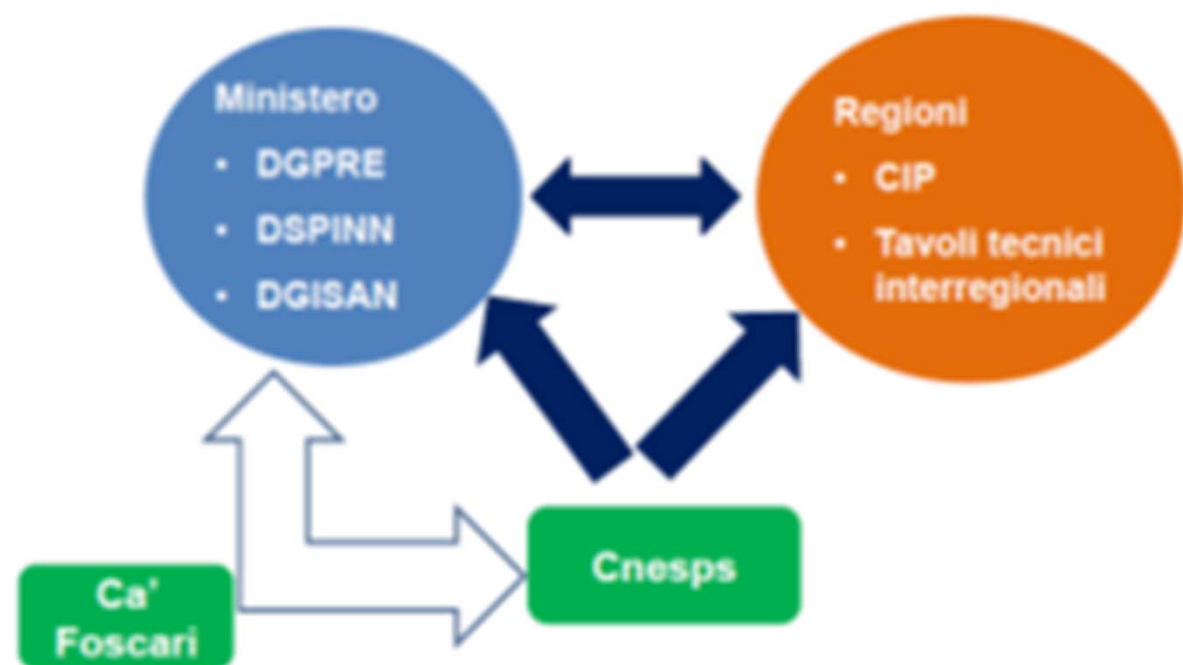 Ministero
• DGPRE
• DSPINN
• DGISAN
Regioni
• CIP
• Tavoli tecnici
interregionali
Cnesps
Ca'
Foscari